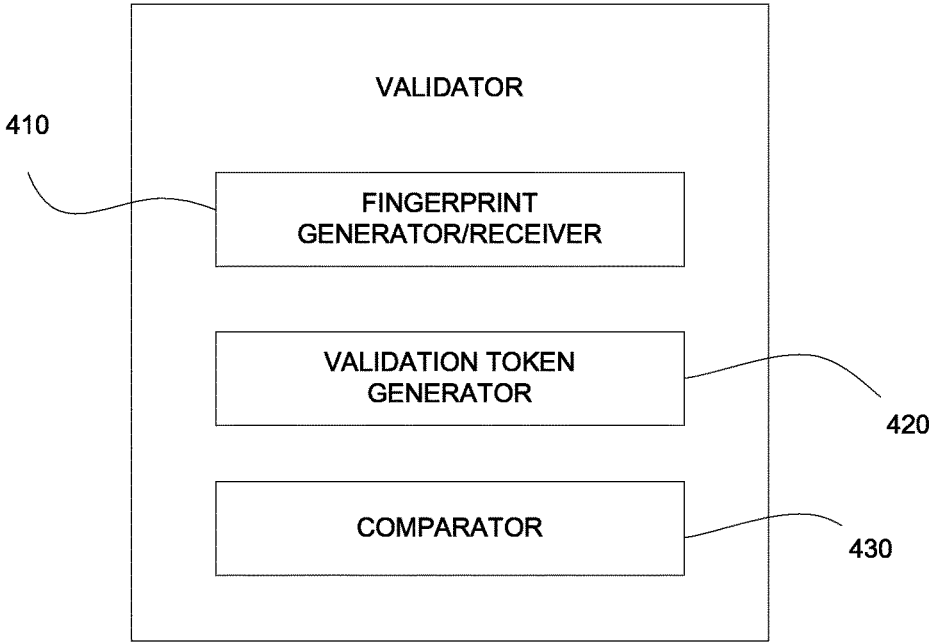 VALIDATOR
410
FINGERPRINT
GENERATOR/RECEIVER
VALIDATION TOKEN
GENERATOR
420
COMPARATOR
430